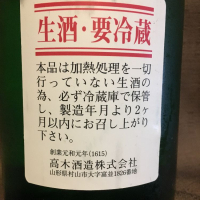 生酒・要冷蔵
本品は加熱処理を一切
行っていない生酒の
為、必ず冷蔵庫で保管
し、製造年月より2ヶ
月以内にお召し上がり
下さい。
創業元和元年(1615)
高木酒造株式会社
山形県村山市大字富並1826番地